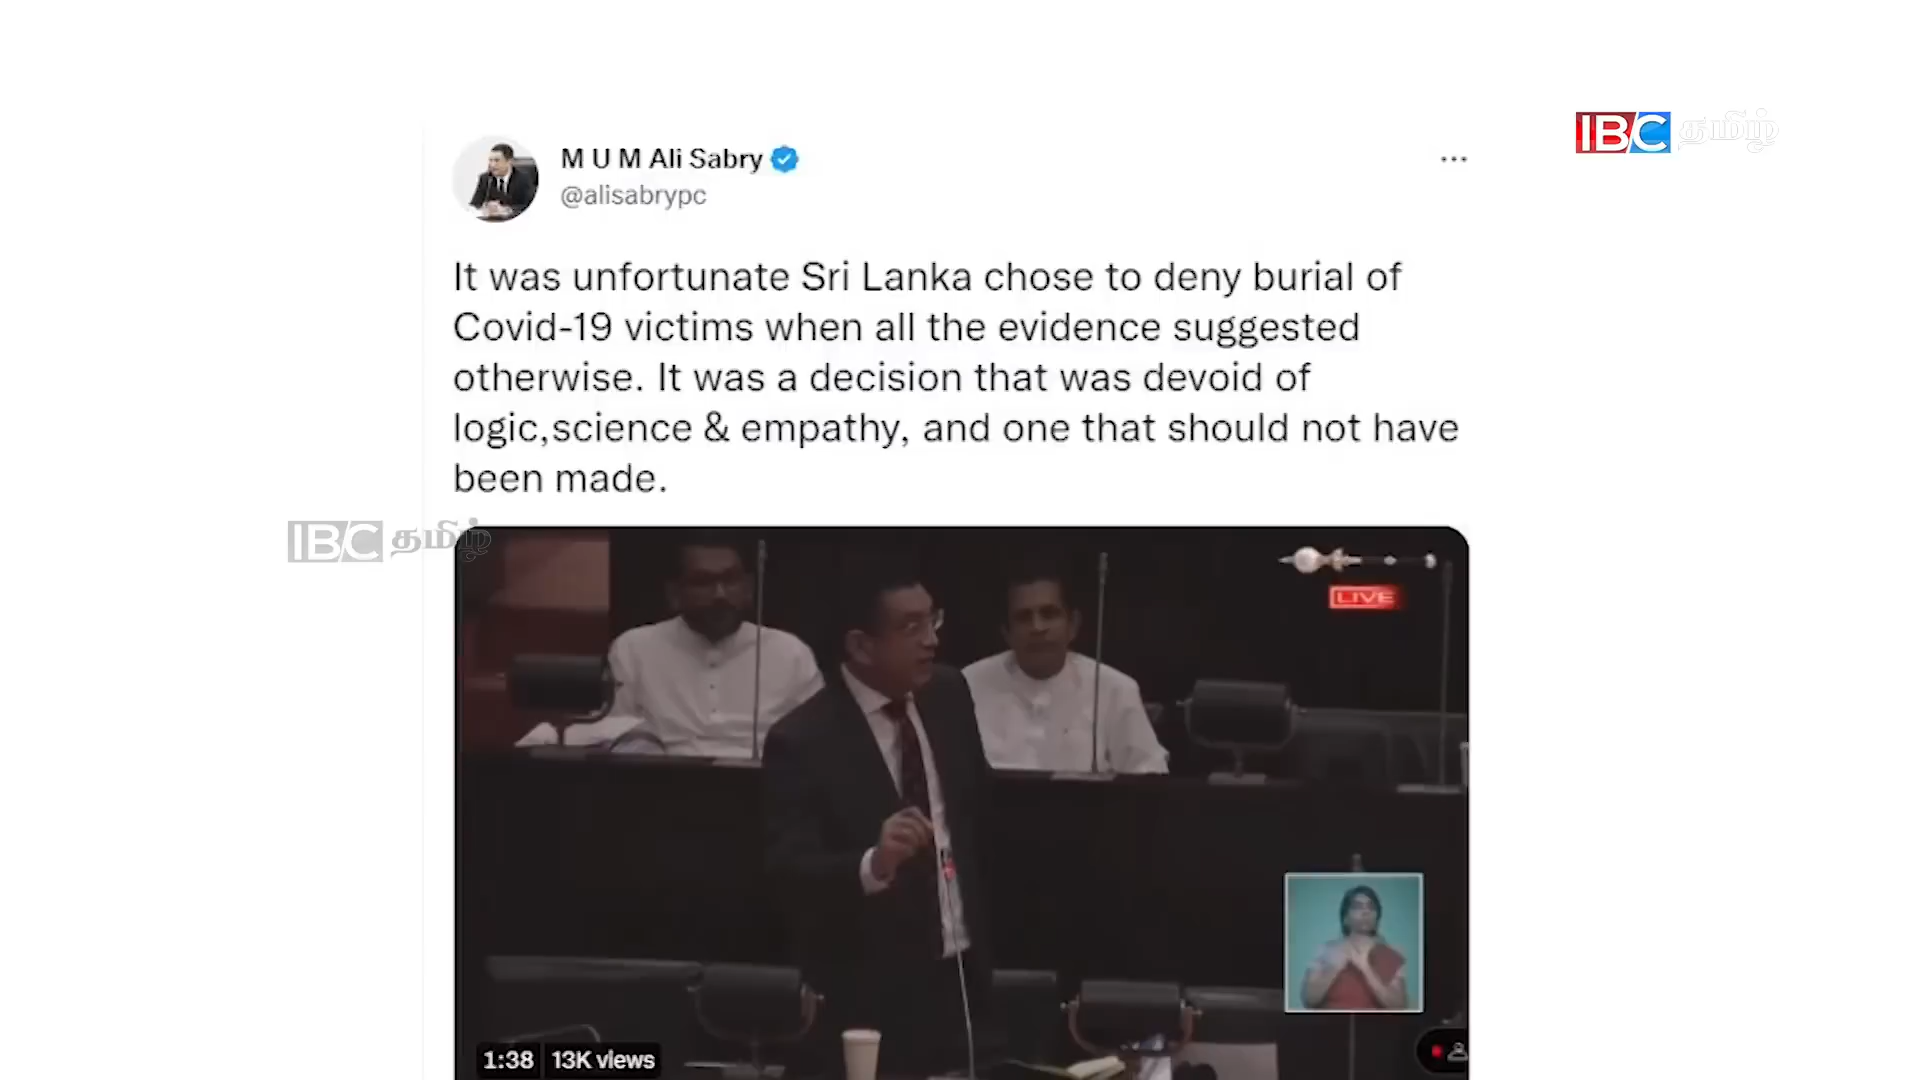 M U M Ali Sabry
@alisabrypc
IBC தமிழ்
It was unfortunate Sri Lanka chose to deny burial of
Covid-19 victims when all the evidence suggested
otherwise. It was a decision that was devoid of
logic,science & empathy, and one that should not have
been made.
IBC தமிழ்
LIVE
1:38 13K views